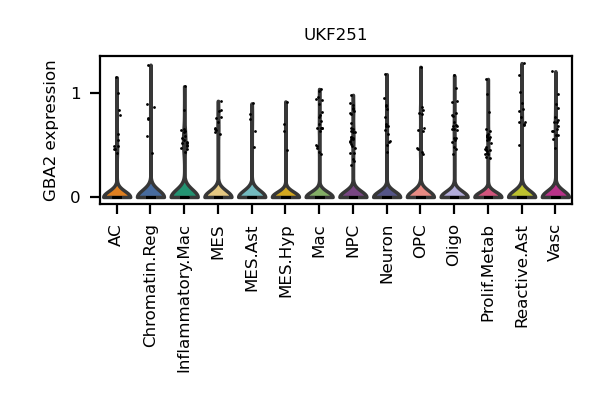 UKF251
GBA2 expression
1
0
AC
Chromatin.Reg
Inflammatory.Mac
MES
MES.Ast
MES.Hyp
Mac
NPC
Neuron
OPC
Oligo
Prolif.Metab
Reactive.Ast
Vasc